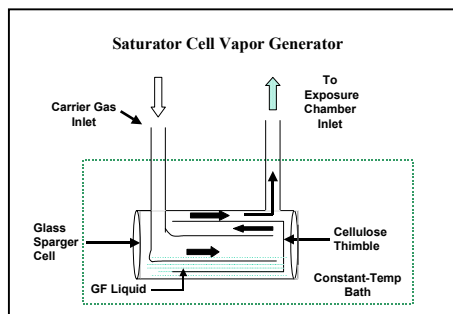 Saturator Cell Vapor Generator
To
Exposure
Chamber
Inlet
Carrier Gas
Inlet
Glass
Sparger
Cell
Cellulose
Thimble
Constant-Temp
Bath
GF Liquid